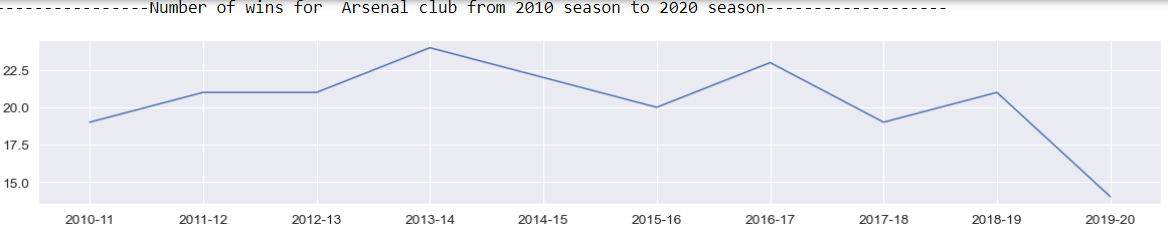 ---------------Number of wins for  Arsenal club from 2010 season to 2020 season------------------
22.5
20.0
17.5
15.0
2010-11 2011-12 2012-13 2013-14 2014-15 2015-16 2016-17 2017-18 2018-19 2019-20